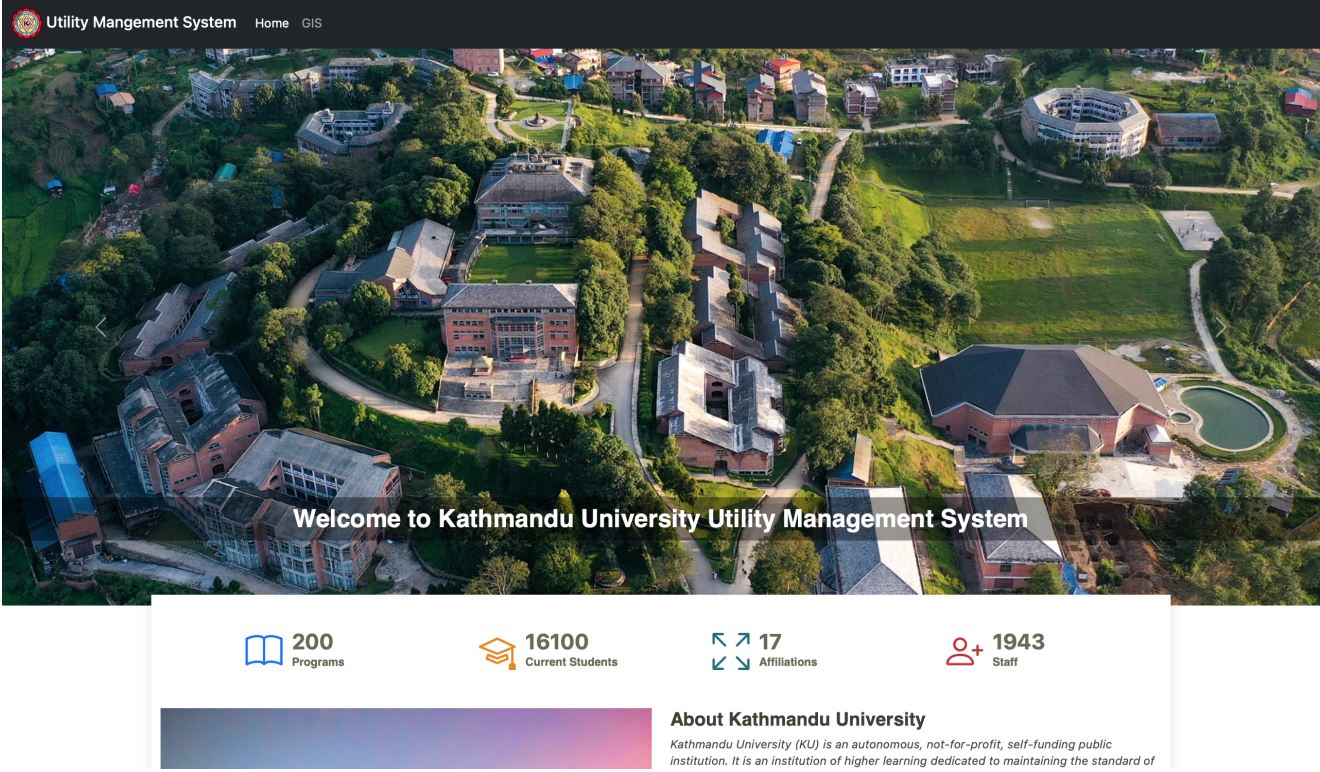 Utility Mangement System Home GIS
Welcome to Kathmandu University Utility Management System
200
Programs
16100
Current Students
17
Affiliations
1943
Staff
About Kathmandu University
Kathmandu University (KU) is an autonomous, not-for-profit, self-funding public
institution. It is an institution of higher learning dedicated to maintaining the standard of